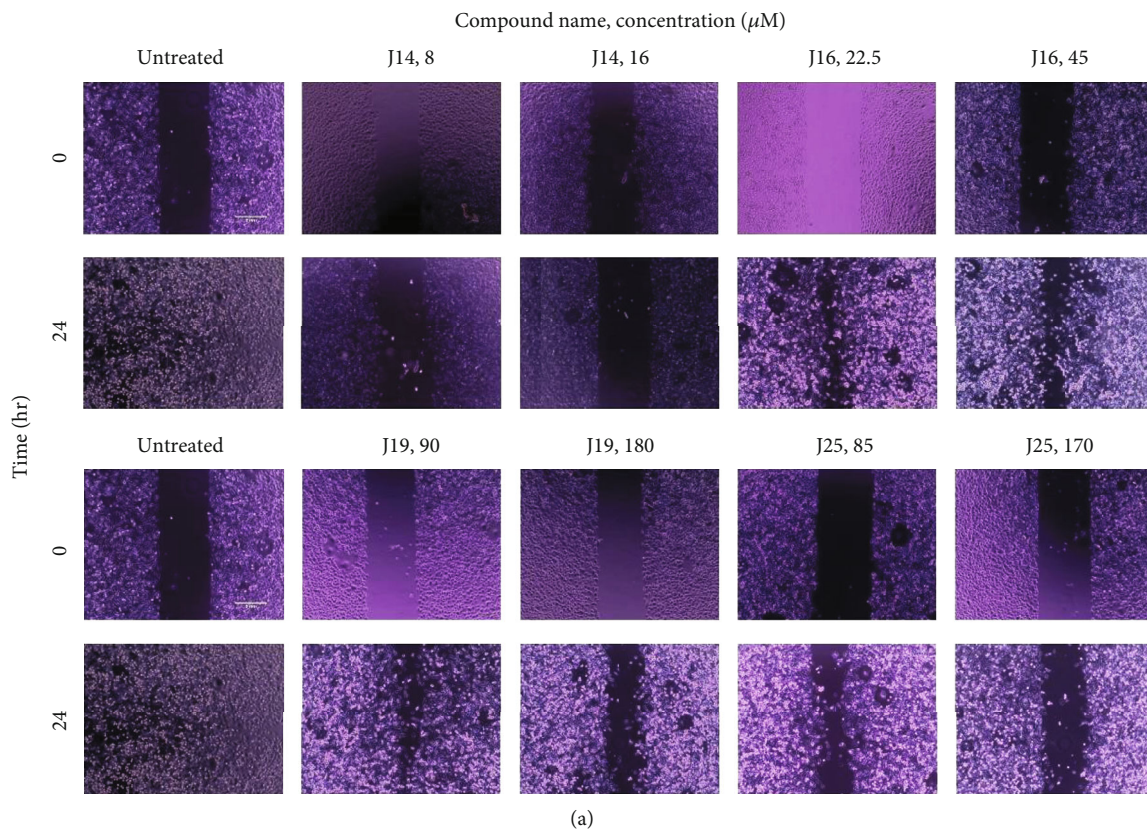 Compound name, concentration (μM)
Untreated
J14, 8
J14, 16
J16, 22.5
J16, 45
0
24
Time (hr)
Untreated
J19, 90
J19, 180
J25, 85
J25, 170
0
24
(a)